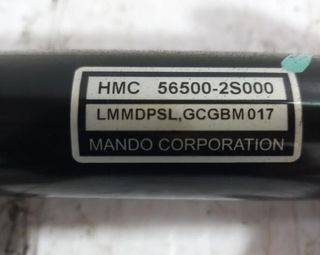 HMC 56500-2S000
LMMDPSL,GCGBM017
MANDO CORPORATION